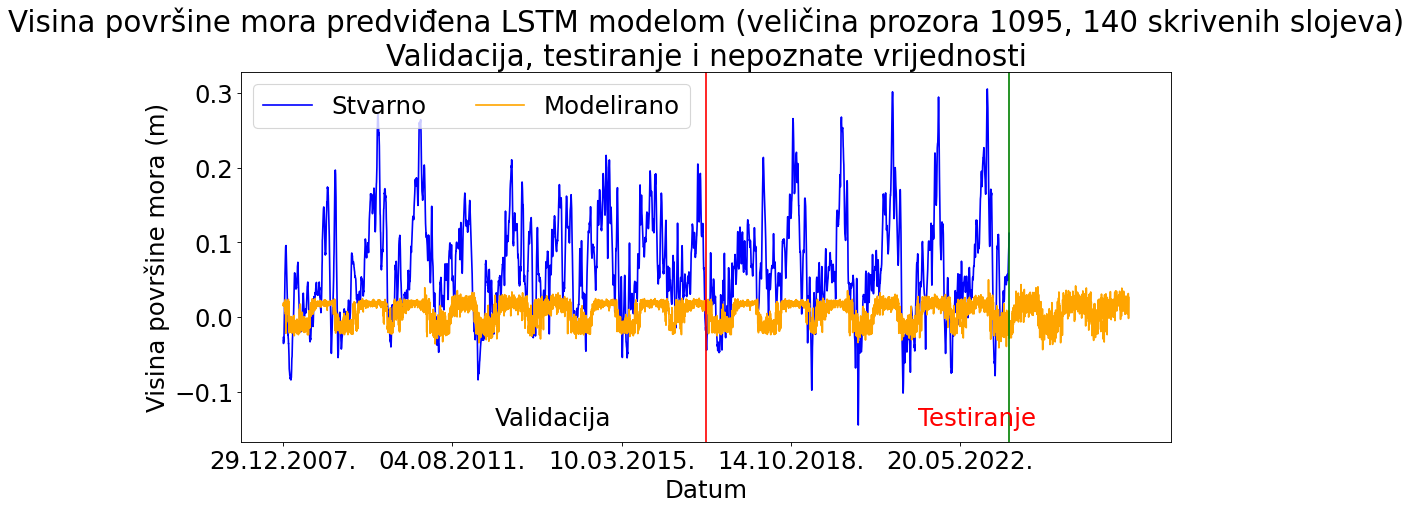 Visina površine mora predviđena LSTM modelom (veličina prozora 1095, 140 skrivenih slojeva)
Validacija, testiranje i nepoznate vrijednosti
Stvarno
Modelirano
Visina površine mora (m)
0.3
0.2
0.1
0.0
−0.1
Validacija
Testiranje
29.12.2007.
04.08.2011.
10.03.2015.
14.10.2018.
20.05.2022.
Datum